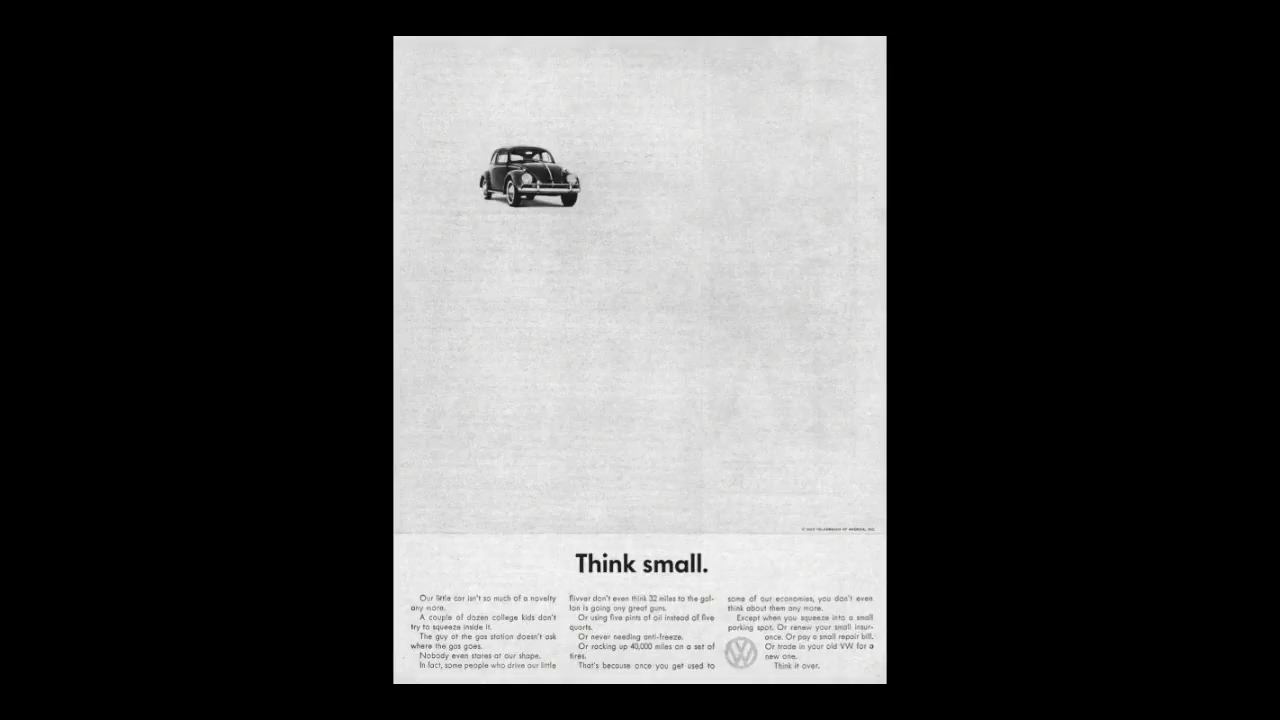 © 1960 VOLKSWAGEN OF AMERICA, INC.
Think small.
Our little car isn't so much of a novelty
any more.
A couple of dozen college kids don't
try to squeeze inside it.
The guy at the gas station doesn't ask
where the gas goes.
Nobody even stares at our shape.
In fact, some people who drive our little
flivver don't even think 32 miles to the gal-
lon is going any great guns.
Or using five pints of oil instead of five
quarts.
Or never needing anti-freeze.
Or racking up 40,000 miles on a set of
tires.
That's because once you get used to
some of our economies, you don't even
think about them any more.
Except when you squeeze into a small
parking spot. Or renew your small insur-
ance. Or pay a small repair bill.
Or trade in your old VW for a
new one.
Think it over.
VW